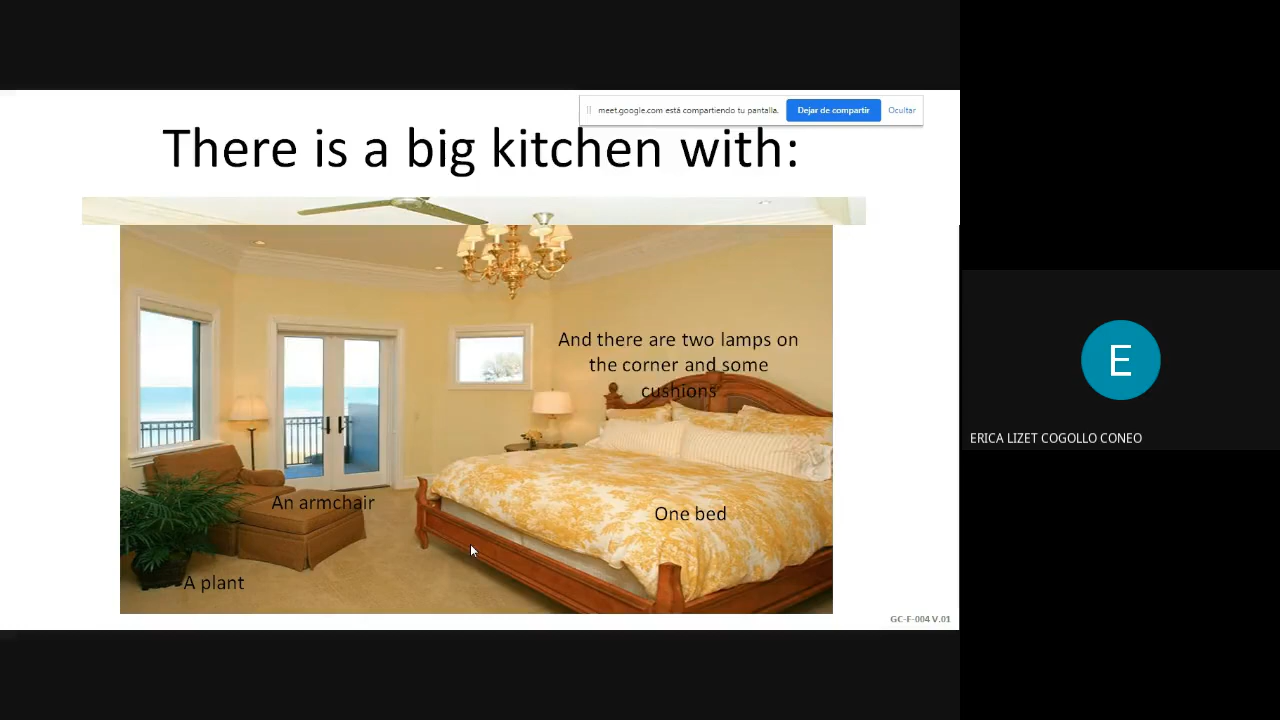 meet.google.com está compartiendo tu pantalla.
Dejar de compartir
Ocultar
There is a big kitchen with:
And there are two lamps on
the corner and some
cushions
An armchair
One bed
A plant
GC-F-004 V.01
E
ERICA LIZET COGOLLO CONEO